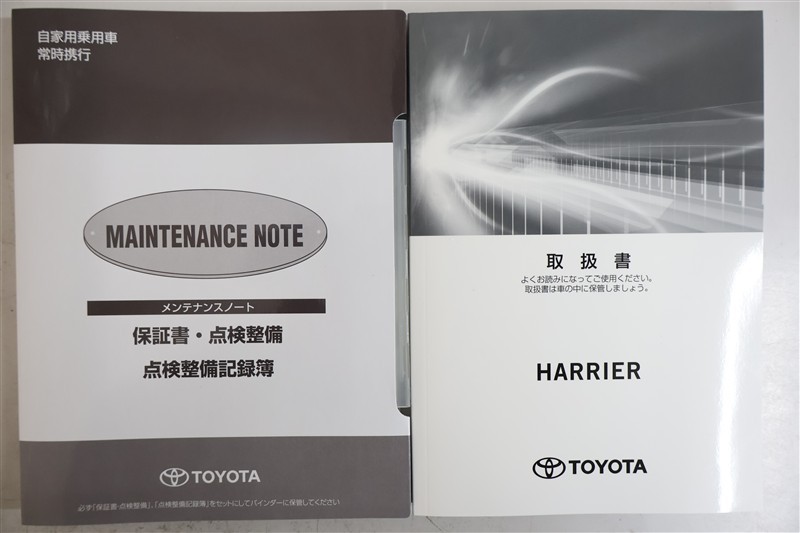 自家用乗用車
常時携行
MAINTENANCE NOTE
メンテナンスノート
保証書・点検整備
点検整備記録簿
TOYOTA
必ず「保証書・点検整備」、「点検整備記録簿」をセットにしてバインダーに保管してください
取扱書
よくお読みになってご使用ください。
取扱書は車の中に保管しましょう。
HARRIER
TOYOTA